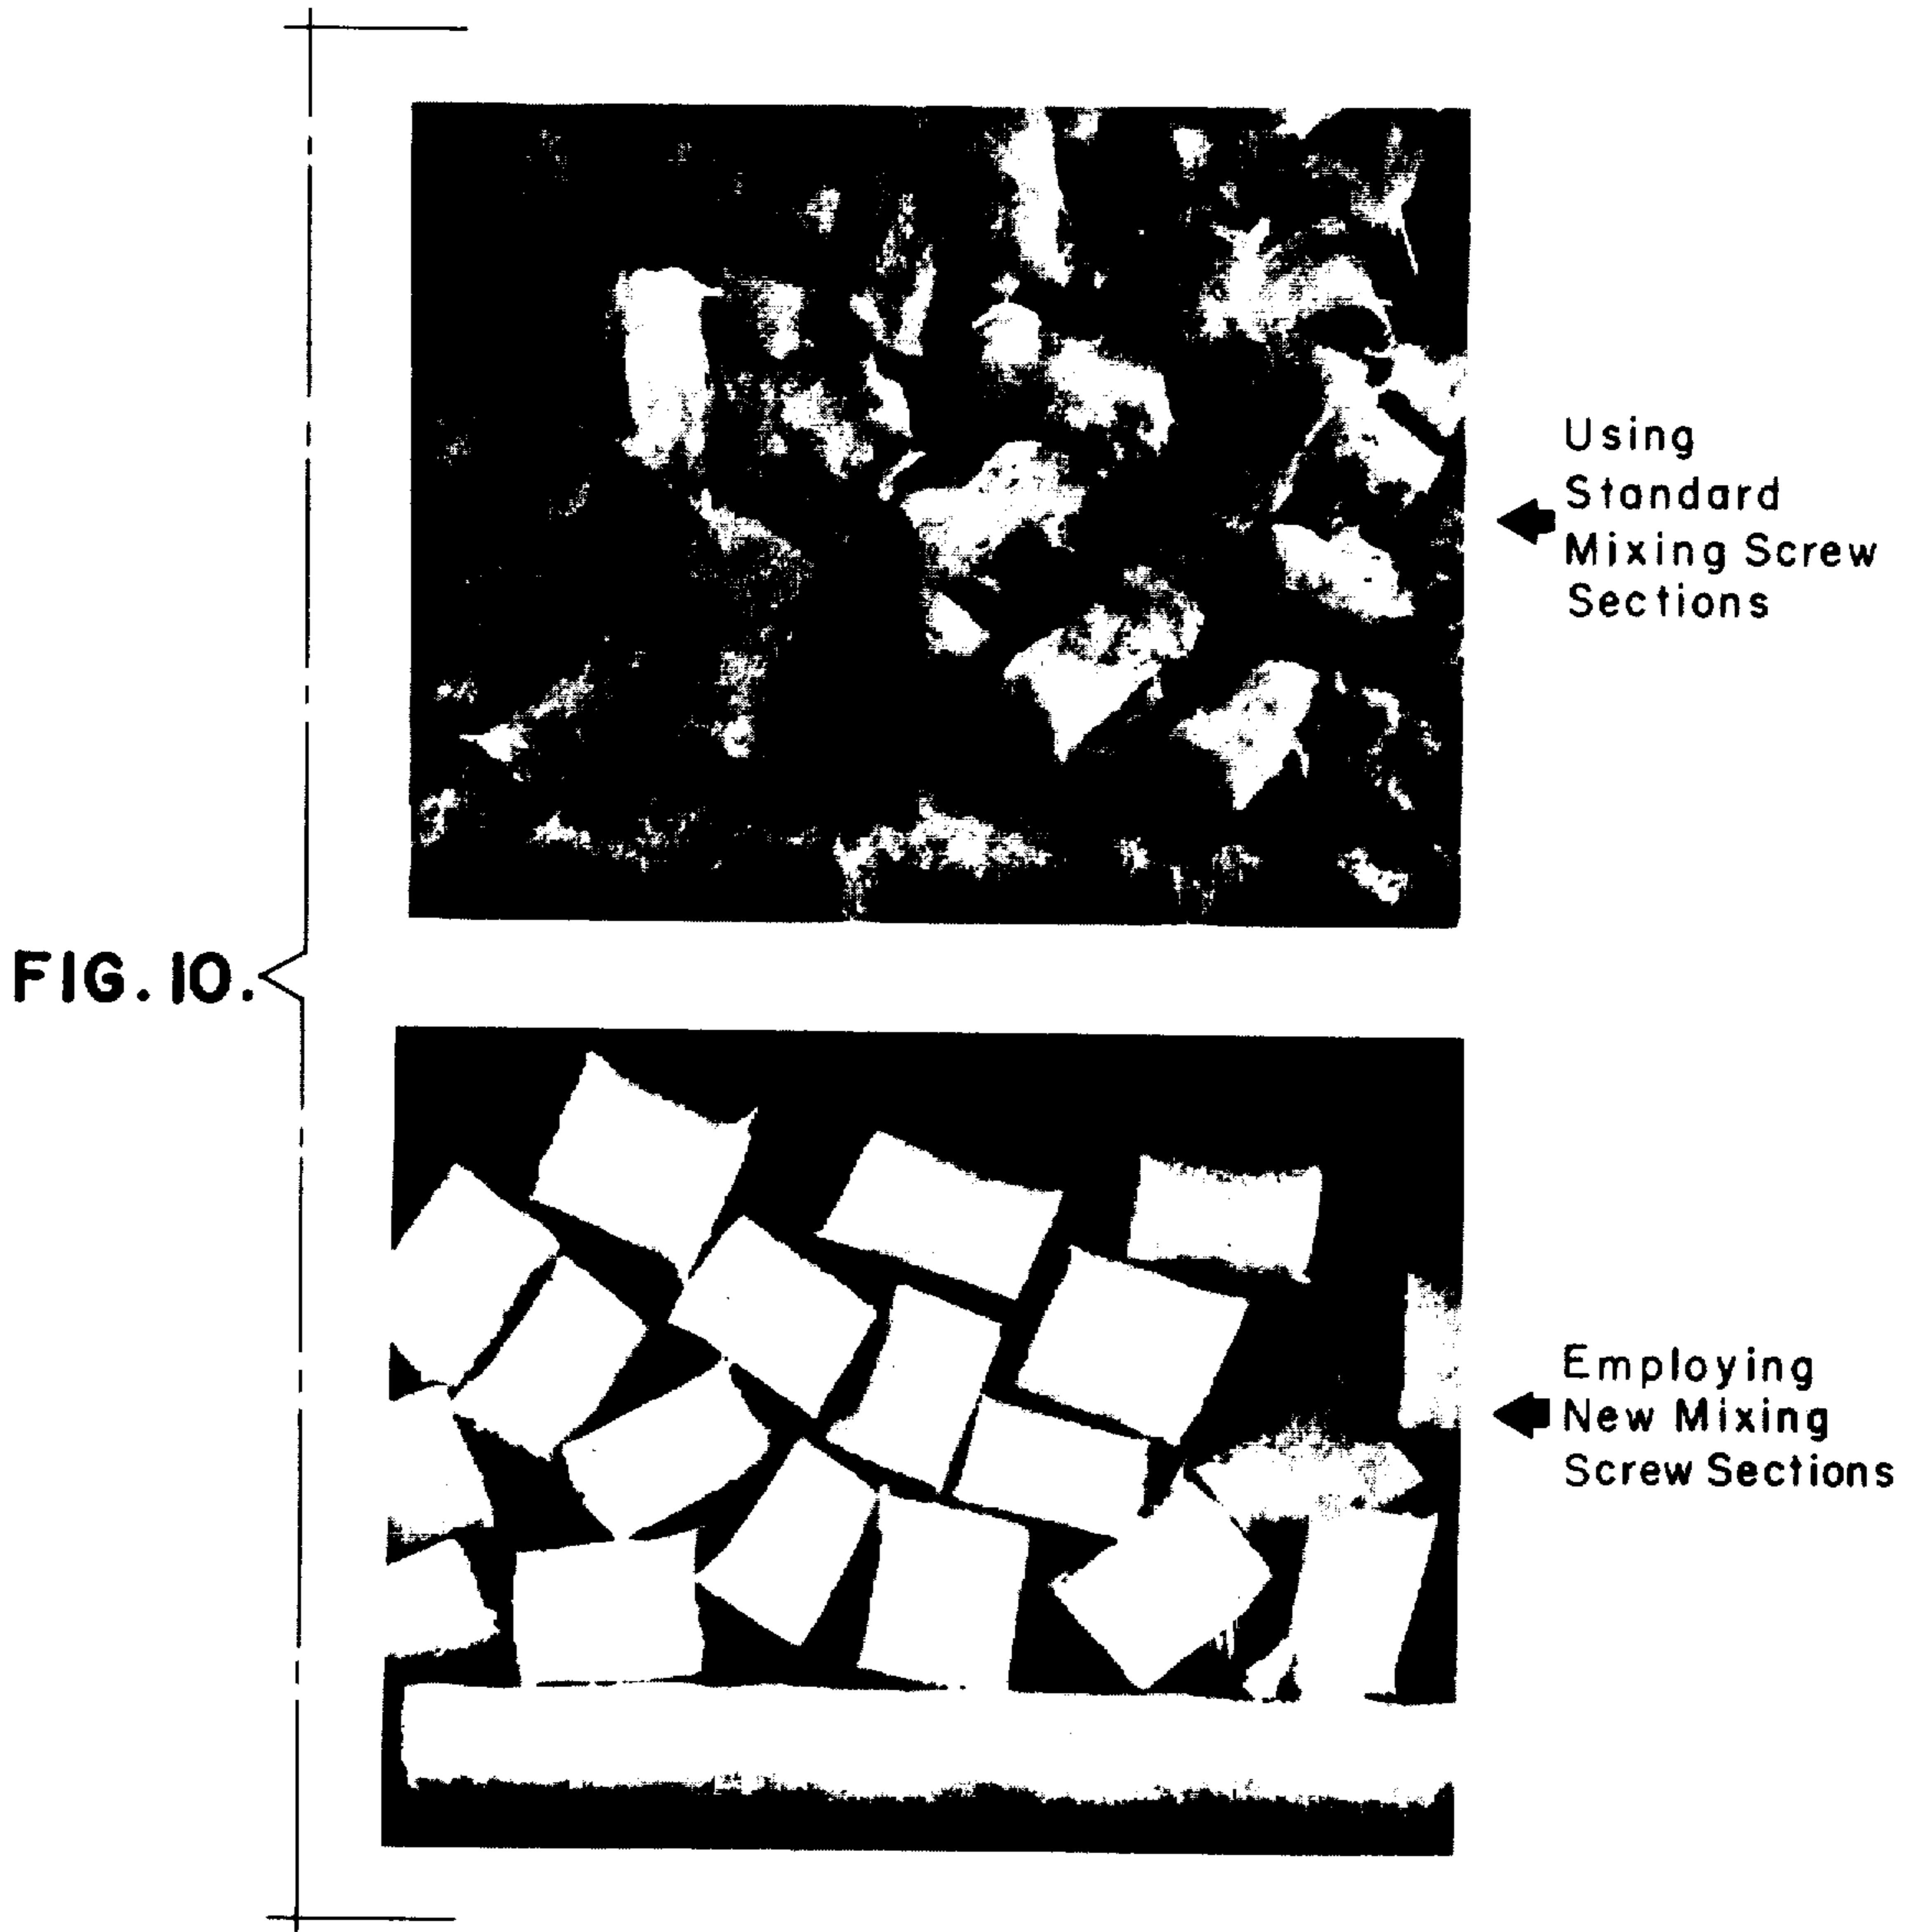 Using
Standard
Mixing Screw
Sections
FIG. 10.
Employing
New Mixing
Screw Sections